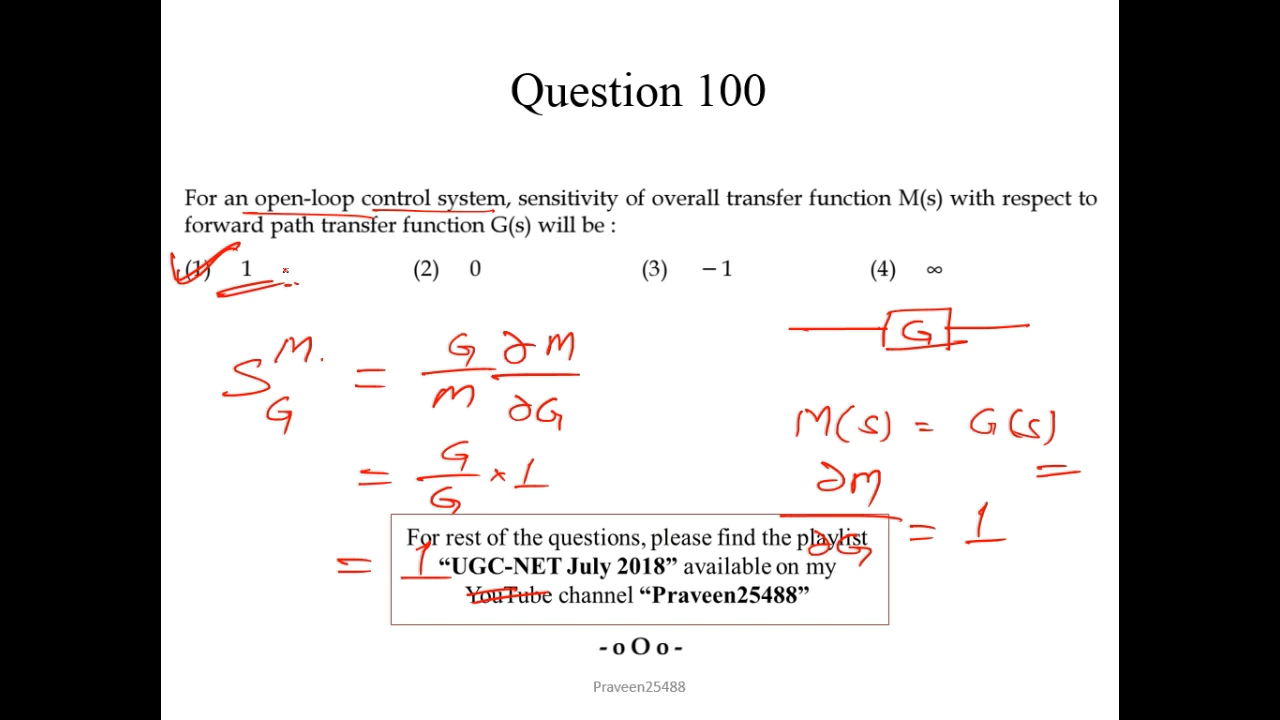 Question 100
For an open-loop control system, sensitivity of overall transfer function M(s) with respect to
forward path transfer function G(s) will be :
(1) 1 (2) 0 (3) − 1 (4) ∞
G
S M. G = G ∂M / M ∂G
M(s) = G(s)
= G / G × 1
∂M / ∂G = 1
=
= 1
For rest of the questions, please find the playlist
“UGC-NET July 2018” available on my
YouTube channel “Praveen25488”
- o O o -
Praveen25488